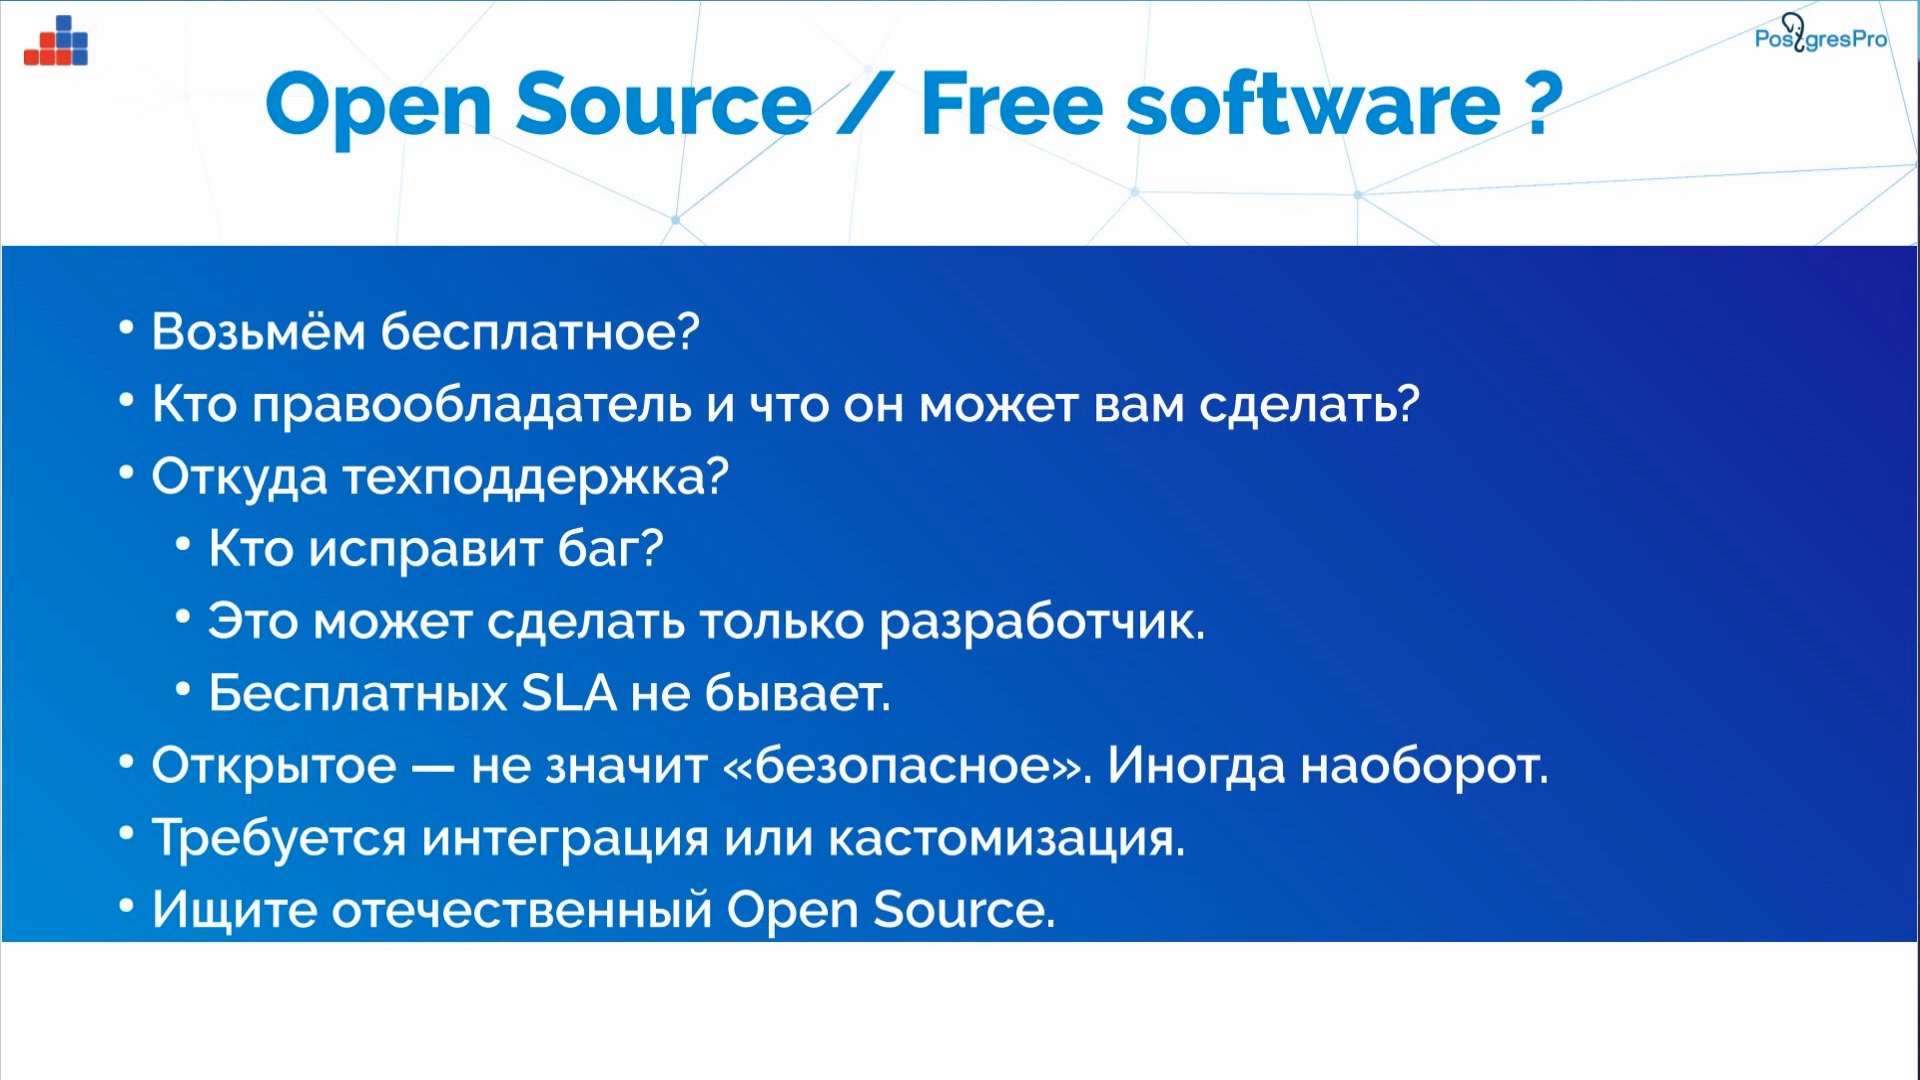 PostgresPro
Open Source / Free software ?
• Возьмём бесплатное?
• Кто правообладатель и что он может вам сделать?
• Откуда техподдержка?
• Кто исправит баг?
• Это может сделать только разработчик.
• Бесплатных SLA не бывает.
• Открытое — не значит «безопасное». Иногда наоборот.
• Требуется интеграция или кастомизация.
• Ищите отечественный Open Source.